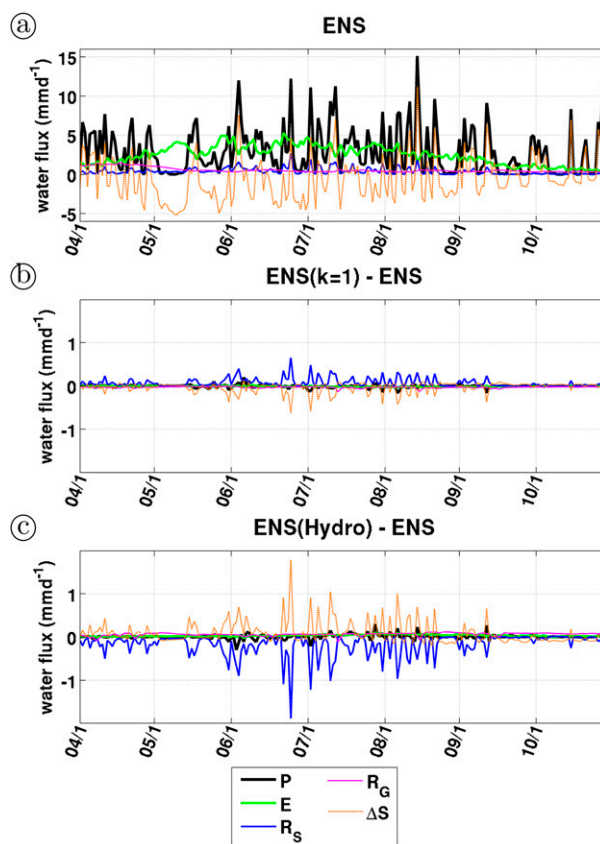 ⓐ ENS
water flux (mmd⁻¹)
15
10
5
0
-5
04/1 05/1 06/1 07/1 08/1 09/1 10/1
ⓑ ENS(k=1) - ENS
water flux (mmd⁻¹)
1
0
-1
04/1 05/1 06/1 07/1 08/1 09/1 10/1
ⓒ ENS(Hydro) - ENS
water flux (mmd⁻¹)
1
0
-1
04/1 05/1 06/1 07/1 08/1 09/1 10/1
P
E
R_S
R_G
ΔS